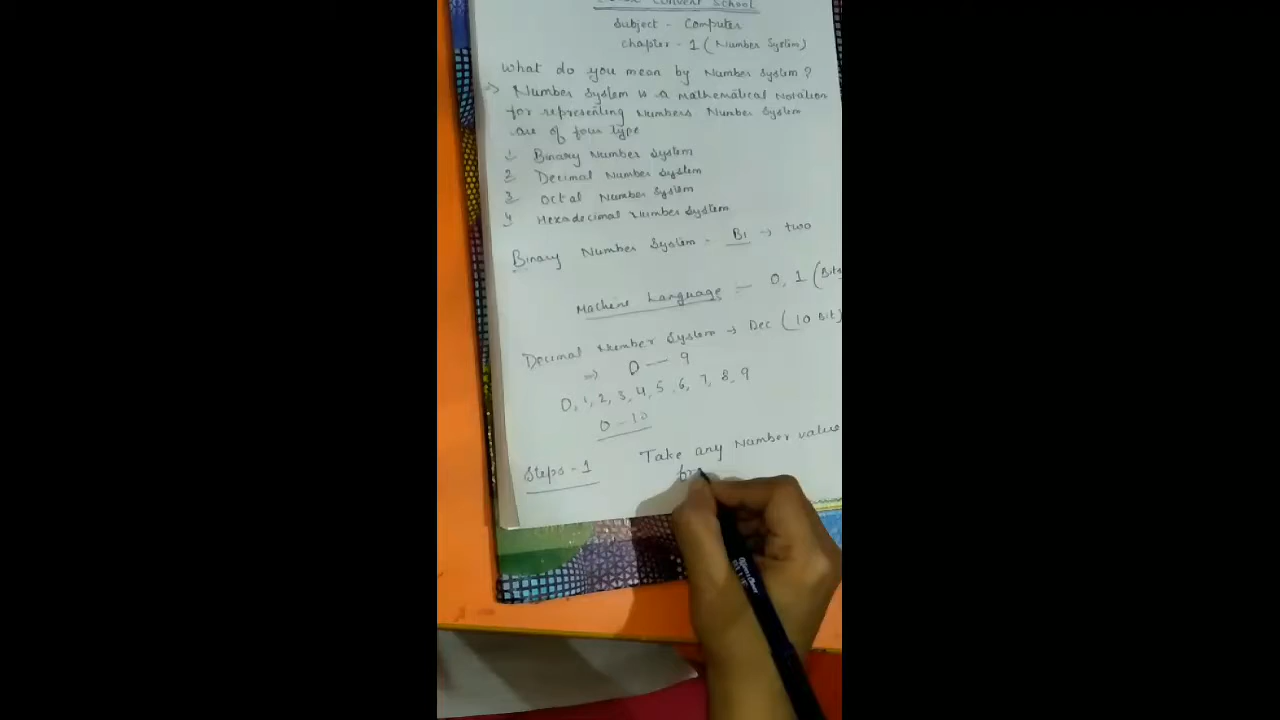 Convent School
Subject - Computer
Chapter - 1 (Number System)
What do you mean by Number System?
→ Number System is a Mathematical Notation
for representing Numbers Number System
are of four type
1 Binary Number System
2 Decimal Number System
3 Octal Number System
4 Hexadecimal Number System
Binary Number System - Bi → two
Machine Language - 0, 1 (Bits
Decimal Number System → Dec (10 Bit)
⇒ 0 — 9
0, 1, 2, 3, 4, 5, 6, 7, 8, 9
0 - 10
Steps - 1 Take any Number value